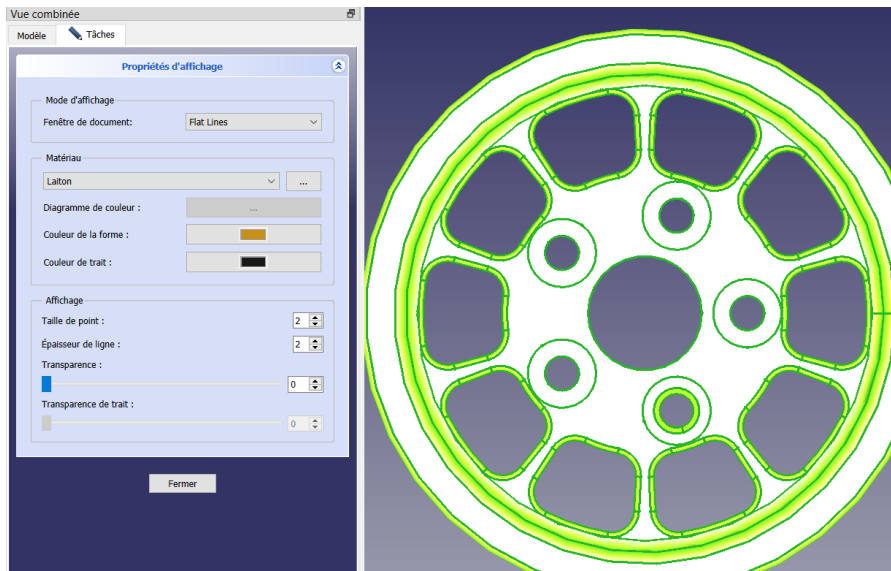 Vue combinée
Modèle
Tâches
Propriétés d'affichage
Mode d'affichage
Fenêtre de document:
Flat Lines
Matériau
Laiton
...
Diagramme de couleur :
...
Couleur de la forme :
Couleur de trait :
Affichage
Taille de point :
2
Épaisseur de ligne :
2
Transparence :
0
Transparence de trait :
0
Fermer